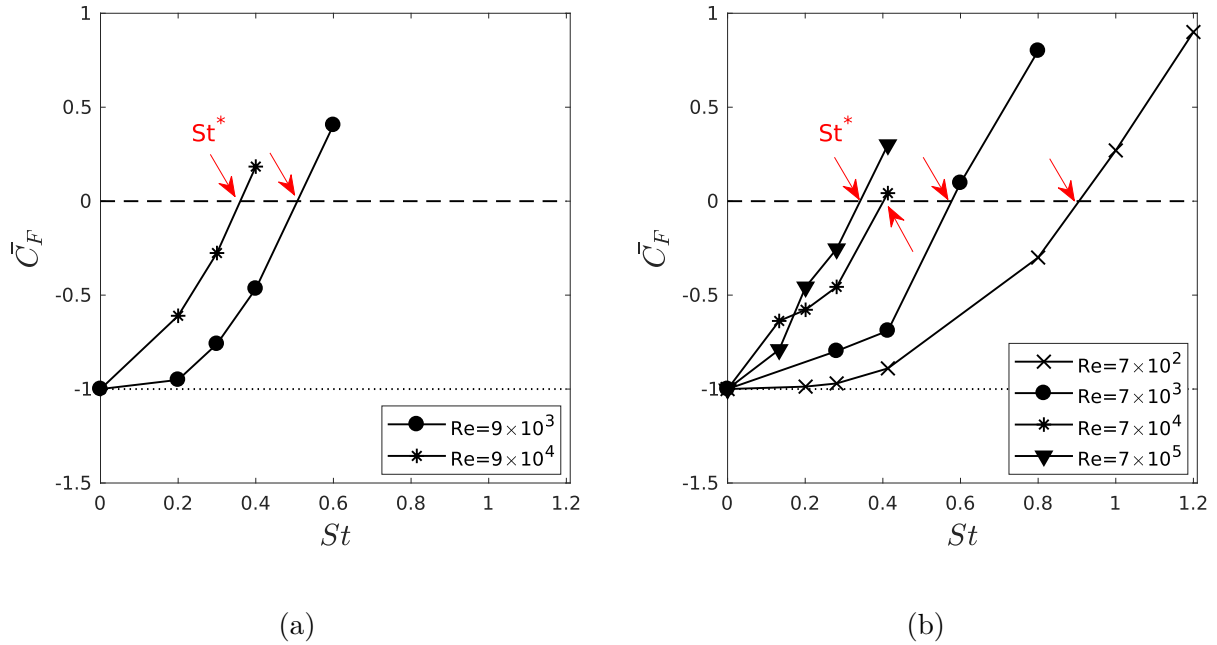 1
0.5
0
-0.5
-1
-1.5
0
0.2
0.4
0.6
0.8
1
1.2
C̄_F
St
St*
Re=9×10³
Re=9×10⁴
(a)
1
0.5
0
-0.5
-1
-1.5
0
0.2
0.4
0.6
0.8
1
1.2
C̄_F
St
St*
Re=7×10²
Re=7×10³
Re=7×10⁴
Re=7×10⁵
(b)